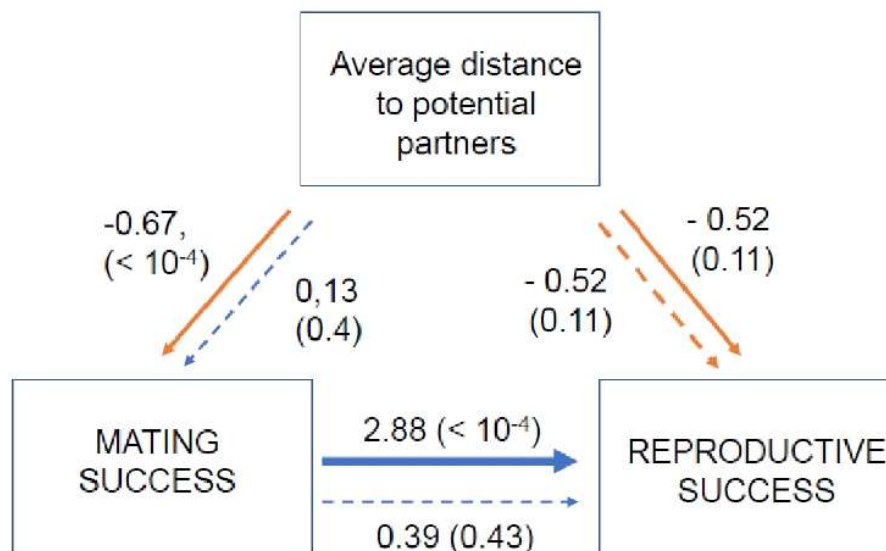 Average distance
to potential
partners
-0.67,
(< 10⁻⁴)
0,13
(0.4)
- 0.52
(0.11)
- 0.52
(0.11)
MATING
SUCCESS
2.88 (< 10⁻⁴)
0.39 (0.43)
REPRODUCTIVE
SUCCESS